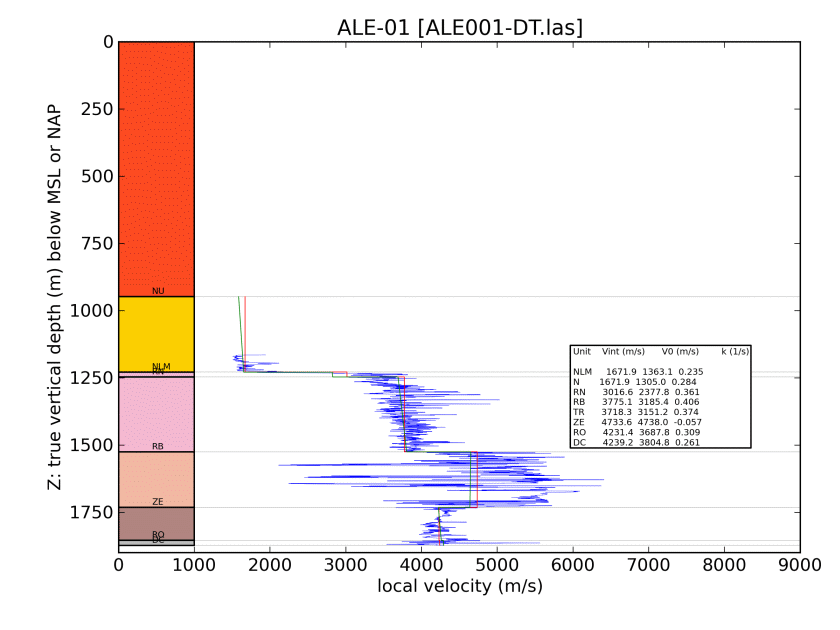 ALE-01 [ALE001-DT.las]
0
250
500
750
1000
1250
1500
1750
Z: true vertical depth (m) below MSL or NAP
NU
NLM
RN
RB
ZE
RO
DC
Unit Vint (m/s) V0 (m/s) k (1/s)
NLM 1671.9 1363.1 0.235
N 1671.9 1305.0 0.284
RN 3016.6 2377.8 0.361
RB 3775.1 3185.4 0.406
TR 3718.3 3151.2 0.374
ZE 4733.6 4738.0 -0.057
RO 4231.4 3687.8 0.309
DC 4239.2 3804.8 0.261
0 1000 2000 3000 4000 5000 6000 7000 8000 9000
local velocity (m/s)